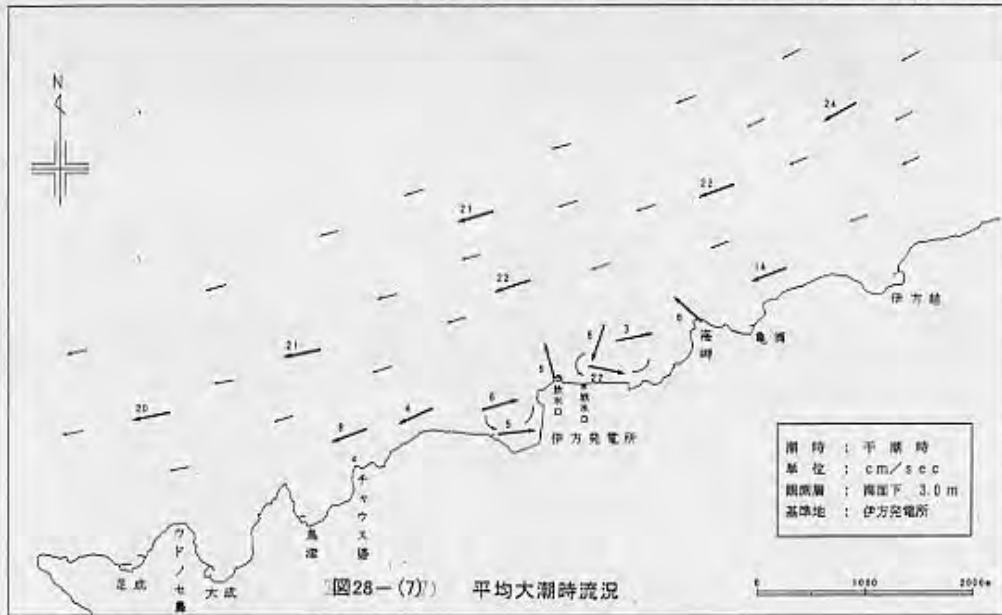 N
24
22
21
22
14
21
20
6
3
6
5
22
6
5
4
8
伊方越
亀浦
岬
取水口
放水口
伊方発電所
チャウス
鳥津
ウドノセ鼻
足成
大成
潮時 : 干潮時
単位 : cm/sec
観測層 : 海面下 3.0m
基準地 : 伊方発電所
0 1000 2000m
図28-(7) 平均大潮時流況